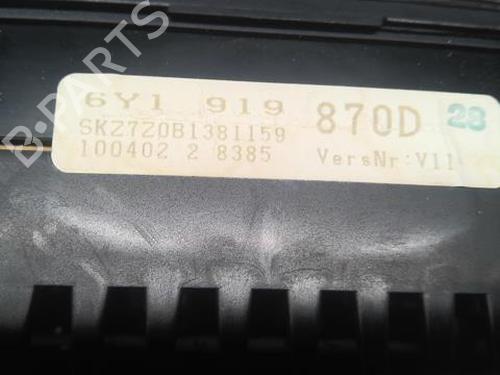 B-PARTS
6Y1 919 870D 28
SKZ7Z0B1381159
100402 2 8385 VersNr:V11